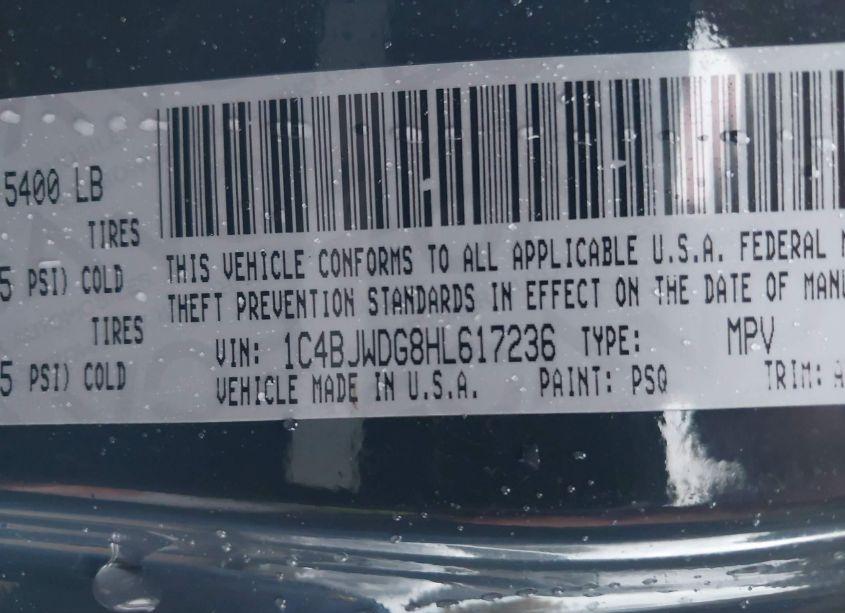 5400 LB
TIRES
5 PSI) COLD
TIRES
5 PSI) COLD
THIS VEHICLE CONFORMS TO ALL APPLICABLE U.S.A. FEDERAL M
THEFT PREVENTION STANDARDS IN EFFECT ON THE DATE OF MANU
VIN: 1C4BJWDG8HL617236 TYPE: MPV
VEHICLE MADE IN U.S.A. PAINT: PSQ TRIM: A